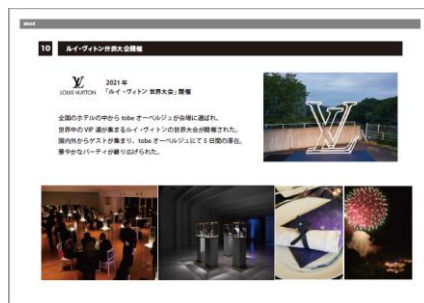 about
10 ルイ・ヴィトン世界大会開催
LV
LOUIS VUITTON
2021年
「ルイ・ヴィトン 世界大会」開催
全国のホテルの中から tobe オーベルジュが会場に選ばれ、
世界中の VIP 達が集まるルイ・ヴィトンの世界大会が開催された。
国内外からゲストが集まり、tobe オーベルジュにて 5 日間の滞在。
華やかなパーティが繰り広げられた。
LV